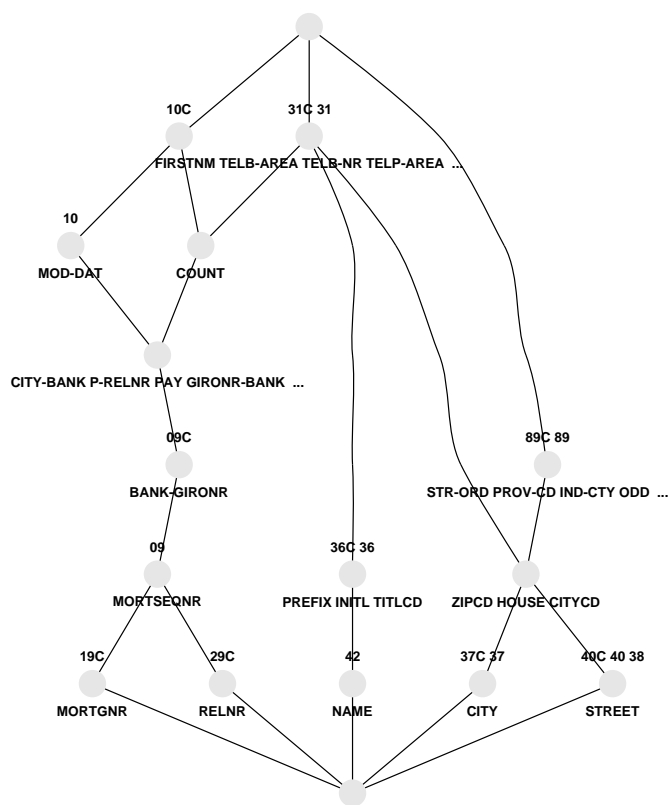 10C
31C 31
FIRSTNM TELB-AREA TELB-NR TELP-AREA ...
10
MOD-DAT
COUNT
CITY-BANK P-RELNR PAY GIRONR-BANK ...
09C
89C 89
BANK-GIRONR
STR-ORD PROV-CD IND-CTY ODD ...
09
36C 36
MORTSEQNR
PREFIX INITL TITLCD
ZIPCD HOUSE CITYCD
19C
29C
42
37C 37
40C 40 38
MORTGNR
RELNR
NAME
CITY
STREET